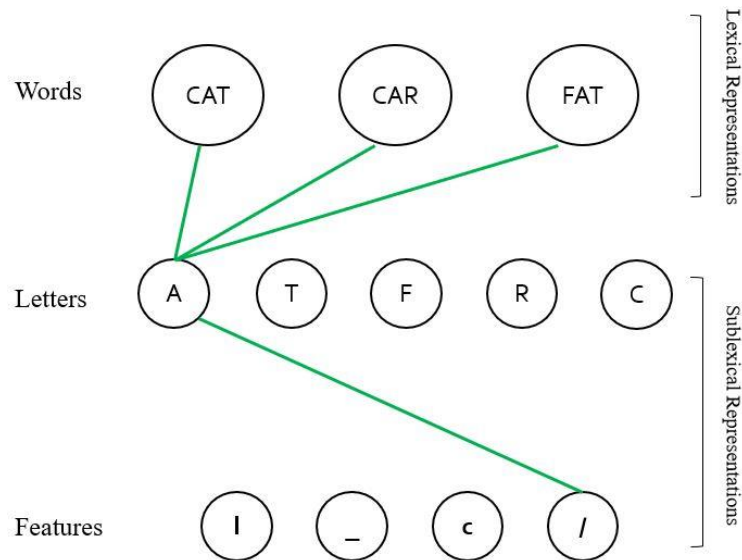 Words
CAT CAR FAT
Lexical Representations
Letters
A T F R C
Sublexical Representations
Features
l _ c /